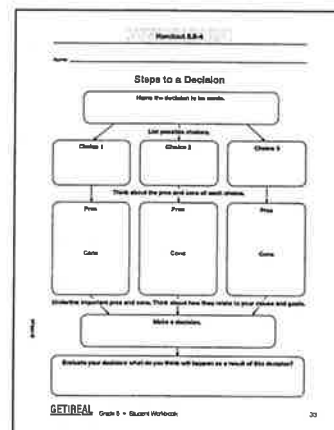 Handout 5.8-4
Name
Steps to a Decision
Name the decision to be made.
List possible choices.
Choice 1 Choice 2 Choice 3
Think about the pros and cons of each choice.
Pros Pros Pros
Cons Cons Cons
Underline important pros and cons. Think about how they relate to your values and goals.
Make a decision.
Evaluate your decision: what do you think will happen as a result of this decision?
GET REAL Grade 5 • Student Workbook 33